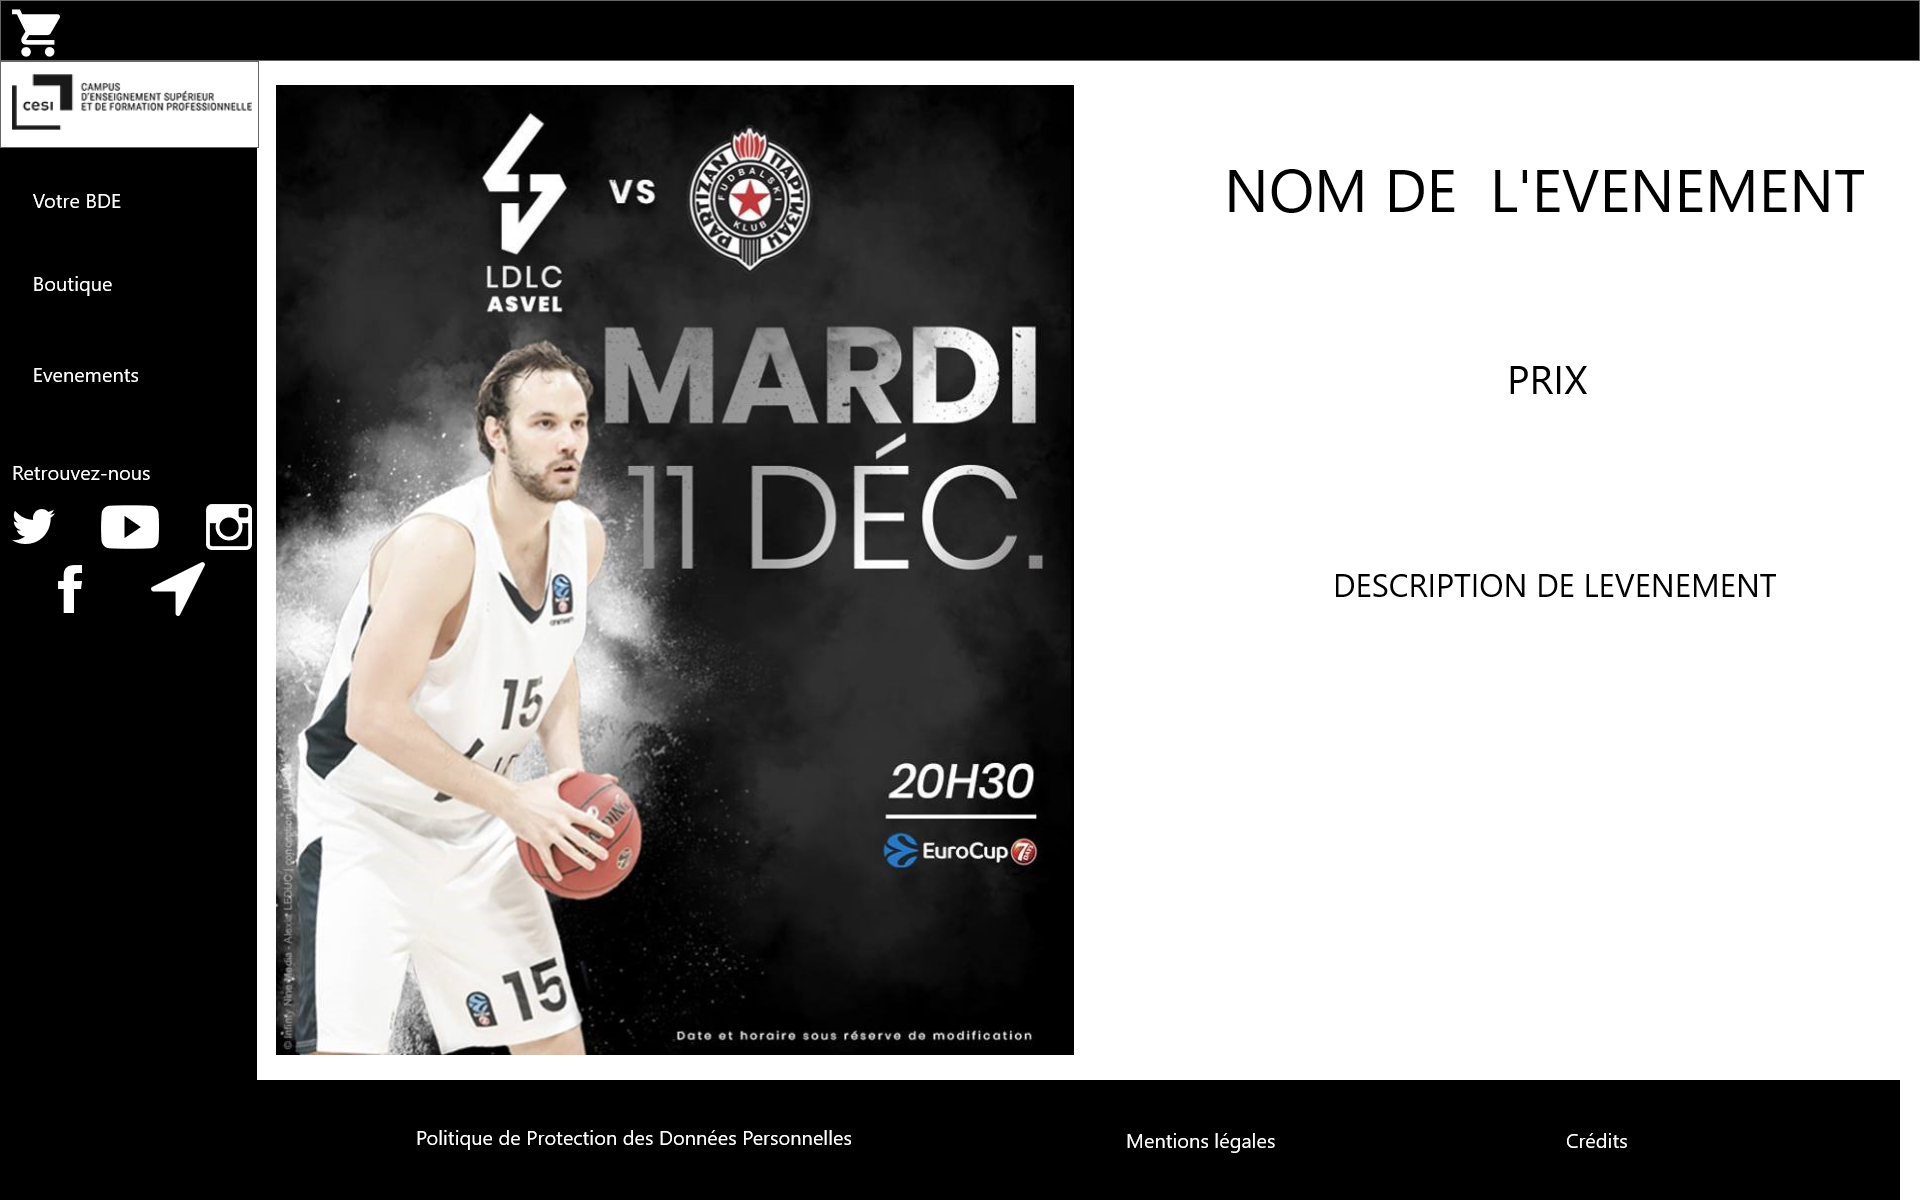 cesi
CAMPUS
D'ENSEIGNEMENT SUPÉRIEUR
ET DE FORMATION PROFESSIONNELLE
Votre BDE
Boutique
Evenements
Retrouvez-nous
LDLC
ASVEL
VS
PARTIZAN
ПАРТИЗАН
FUDBALSKI
KLUB
MARDI
11 DÉC.
15
20H30
EuroCup
7DAYS
15
Date et horaire sous réserve de modification
NOM DE L'EVENEMENT
PRIX
DESCRIPTION DE LEVENEMENT
Politique de Protection des Données Personnelles
Mentions légales
Crédits